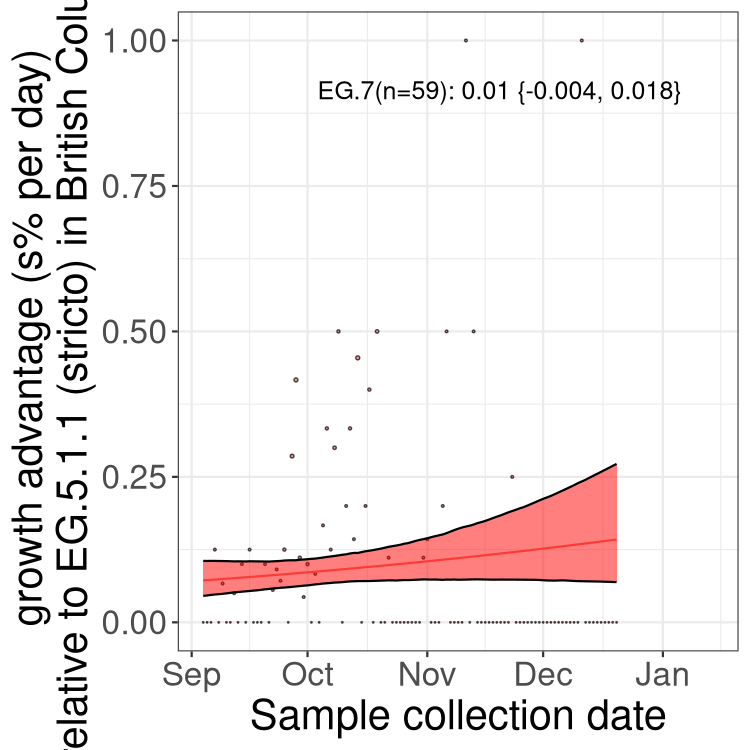 growth advantage (s% per day)
relative to EG.5.1.1 (stricto) in British
1.00
0.75
0.50
0.25
0.00
EG.7(n=59): 0.01 {-0.004, 0.018}
Sep Oct Nov Dec Jan
Sample collection date